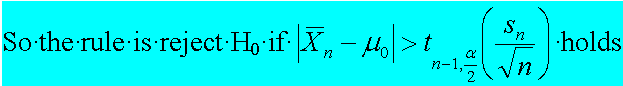 So·the·rule·is·reject·H₀·if·|X̅ₙ − μ₀| > t_{n−1, α/2}(sₙ/√n)·holds